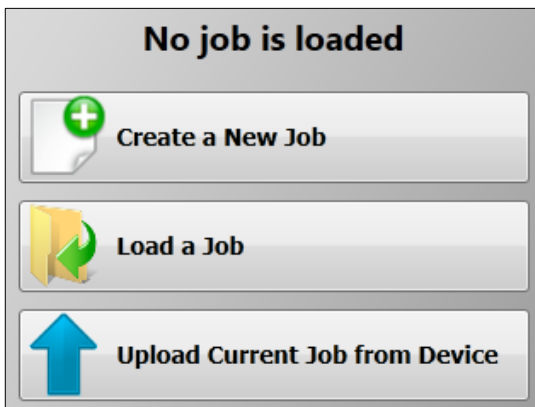 No job is loaded
Create a New Job
Load a Job
Upload Current Job from Device